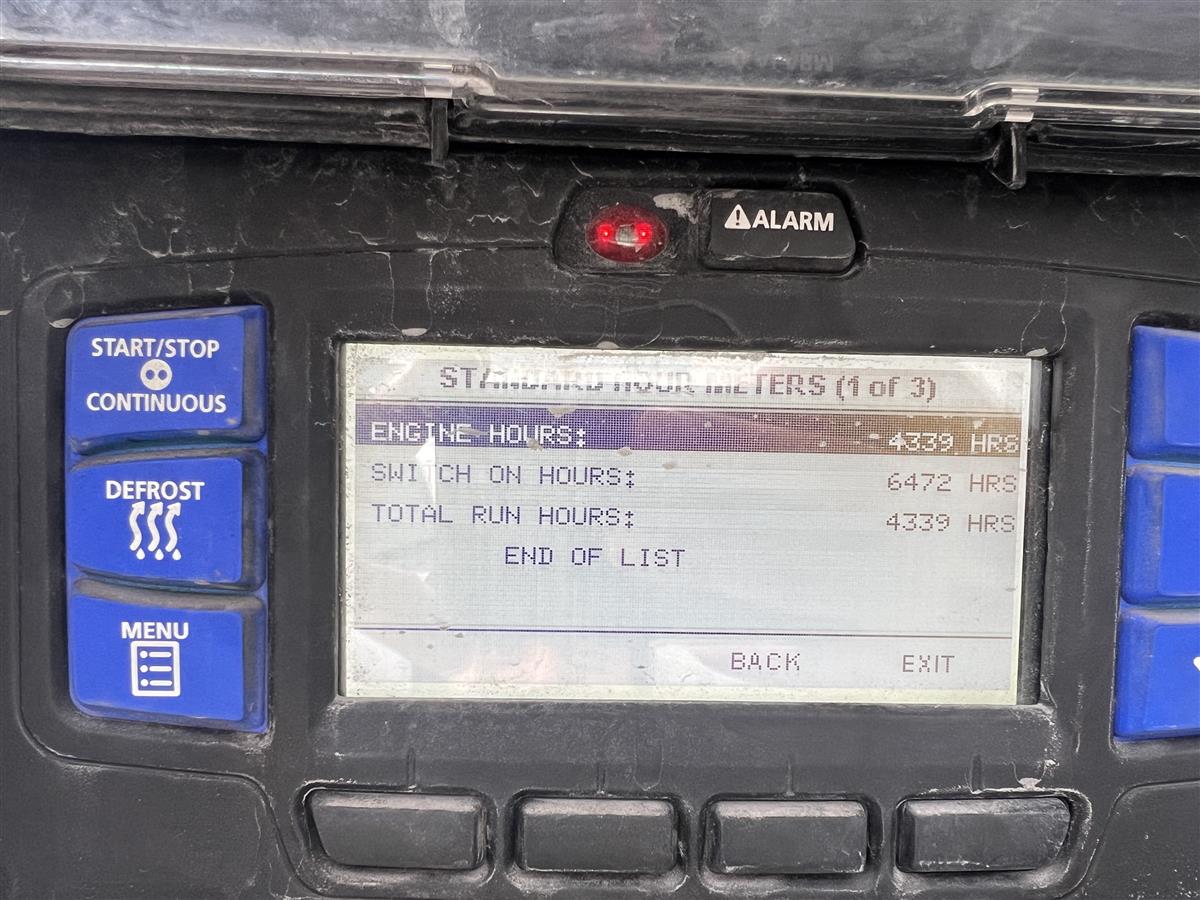 ALARM
START/STOP
CONTINUOUS
DEFROST
MENU
STANDARD HOUR METERS (1 of 3)
ENGINE HOURS: 4339 HRS
SWITCH ON HOURS: 6472 HRS
TOTAL RUN HOURS: 4339 HRS
END OF LIST
BACK EXIT